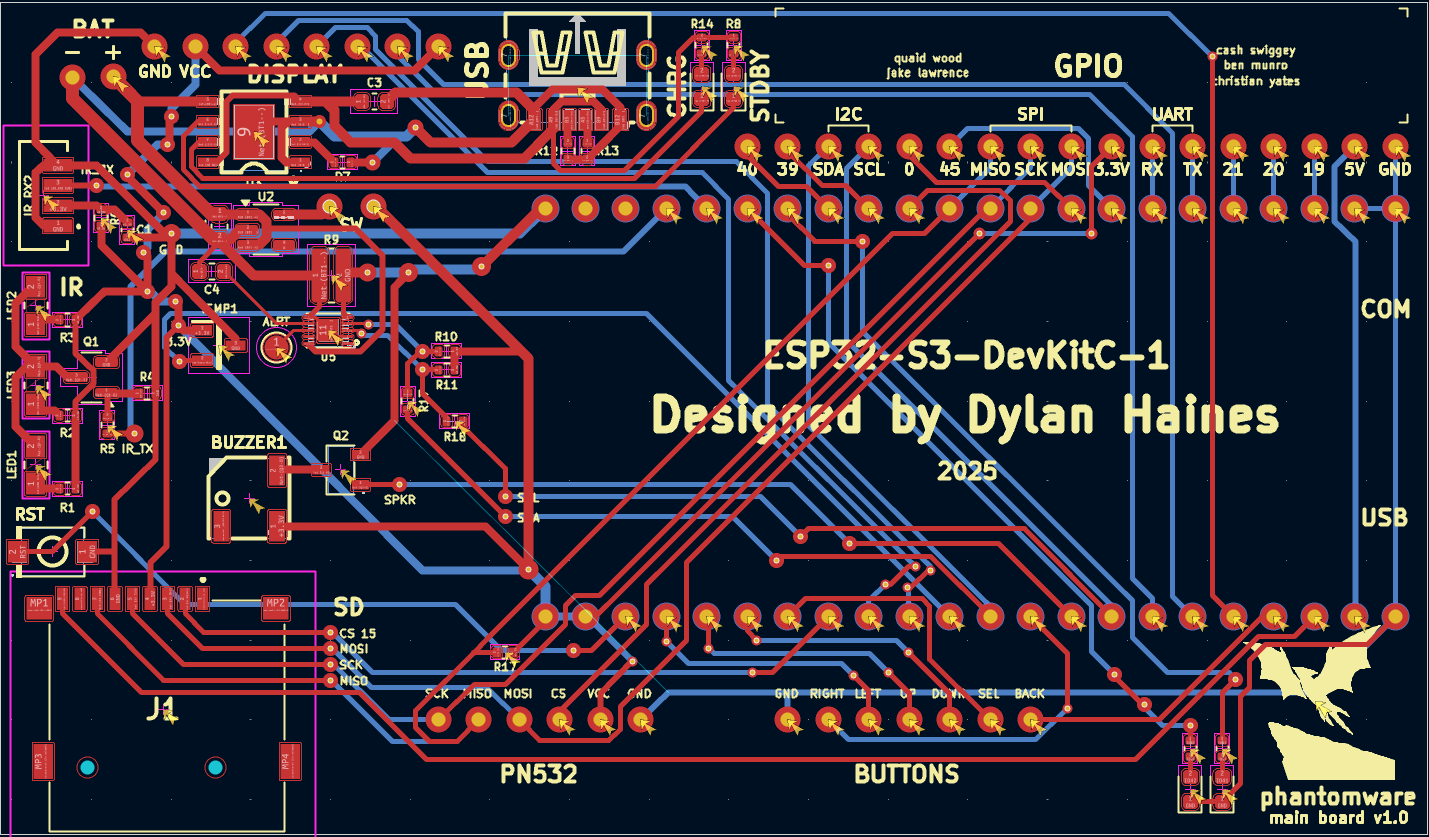 BAT
- +
GND VCC
DISPLAY
USB
CHRG
STDBY
R14 R8
quaid wood
jake lawrence
GPIO
cash swiggey
ben munro
christian yates
C3
I2C SPI UART
R12 R13
R7
40 39 SDA SCL 0 45 MISO SCK MOSI 3.3V RX TX 21 20 19 5V GND
IR_RX2
U2
SW
C1
GND
R9
C4
IR
LED2
R3
3.3V
ALRT
U5
COM
Q1
R10
R11
ESP32-S3-DevKitC-1
LED3
R4
R2
Designed by Dylan Haines
R5 IR_TX
R18
Q2
BUZZER1
LED1
2025
R1
SPKR
SCL
SDA
RST
USB
RST
GND
MP1 MP2
SD
CS 15
MOSI
SCK
MISO
R17
SCK MISO MOSI CS VCC GND
GND RIGHT LEFT UP DOWN SEL BACK
J1
MP3 MP4
PN532
BUTTONS
phantomware
main board v1.0